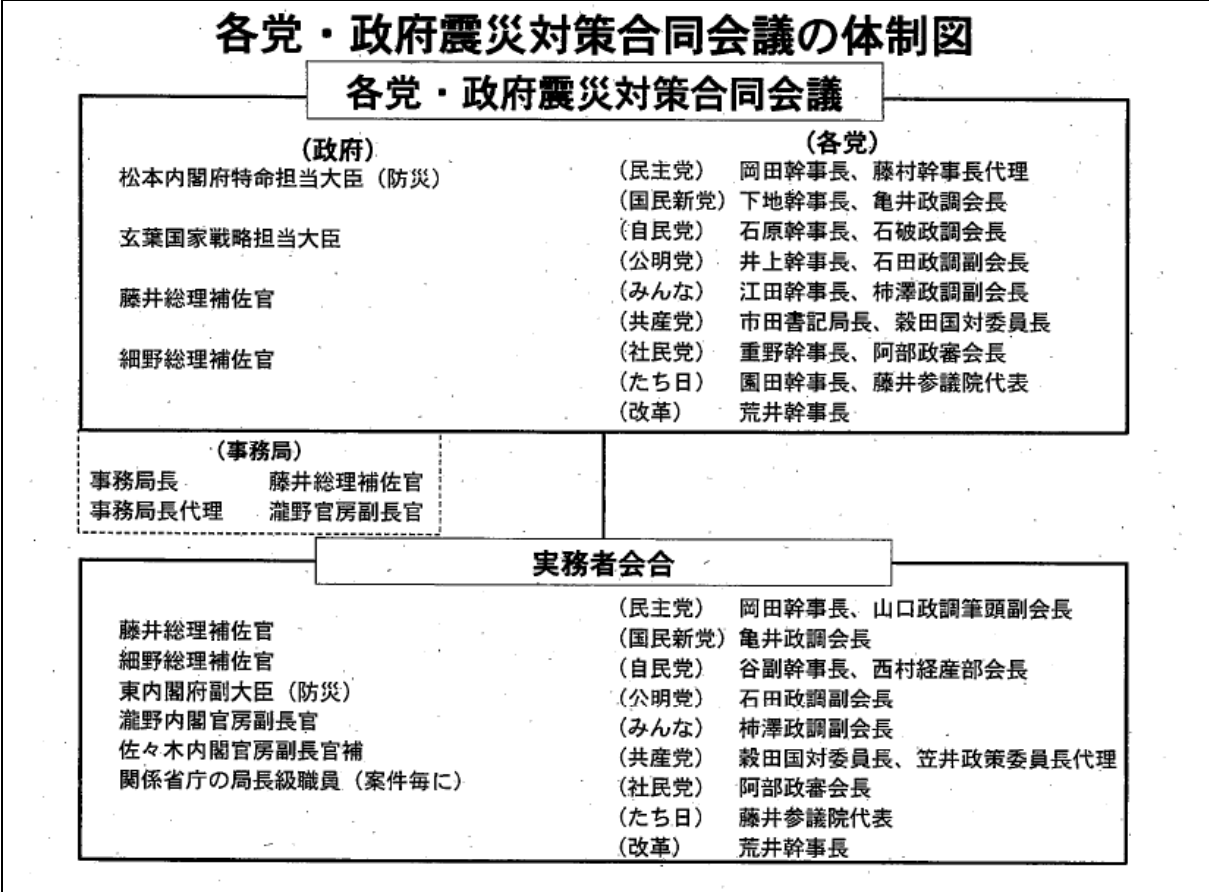 各党・政府震災対策合同会議の体制図
各党・政府震災対策合同会議
(政府)
松本内閣府特命担当大臣(防災)
玄葉国家戦略担当大臣
藤井総理補佐官
細野総理補佐官
(各党)
(民主党) 岡田幹事長、藤村幹事長代理
(国民新党) 下地幹事長、亀井政調会長
(自民党) 石原幹事長、石破政調会長
(公明党) 井上幹事長、石田政調副会長
(みんな) 江田幹事長、柿澤政調副会長
(共産党) 市田書記局長、穀田国対委員長
(社民党) 重野幹事長、阿部政審会長
(たち日) 園田幹事長、藤井参議院代表
(改革) 荒井幹事長
(事務局)
事務局長 藤井総理補佐官
事務局長代理 瀧野官房副長官
実務者会合
藤井総理補佐官
細野総理補佐官
東内閣府副大臣(防災)
瀧野内閣官房副長官
佐々木内閣官房副長官補
関係省庁の局長級職員(案件毎に)
(民主党) 岡田幹事長、山口政調筆頭副会長
(国民新党) 亀井政調会長
(自民党) 谷副幹事長、西村経産部会長
(公明党) 石田政調副会長
(みんな) 柿澤政調副会長
(共産党) 穀田国対委員長、笠井政策委員長代理
(社民党) 阿部政審会長
(たち日) 藤井参議院代表
(改革) 荒井幹事長